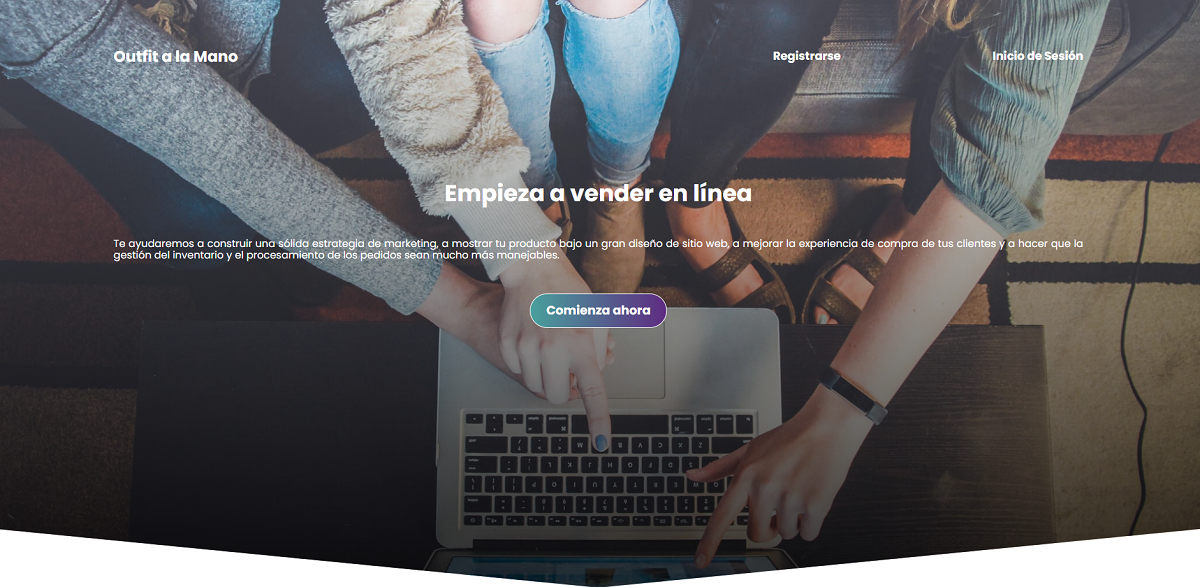 Outfit a la Mano
Registrarse
Inicio de Sesión
Empieza a vender en línea
Te ayudaremos a construir una sólida estrategia de marketing, a mostrar tu producto bajo un gran diseño de sitio web, a mejorar la experiencia de compra de tus clientes y a hacer que la
gestión del inventario y el procesamiento de los pedidos sean mucho más manejables.
Comienza ahora